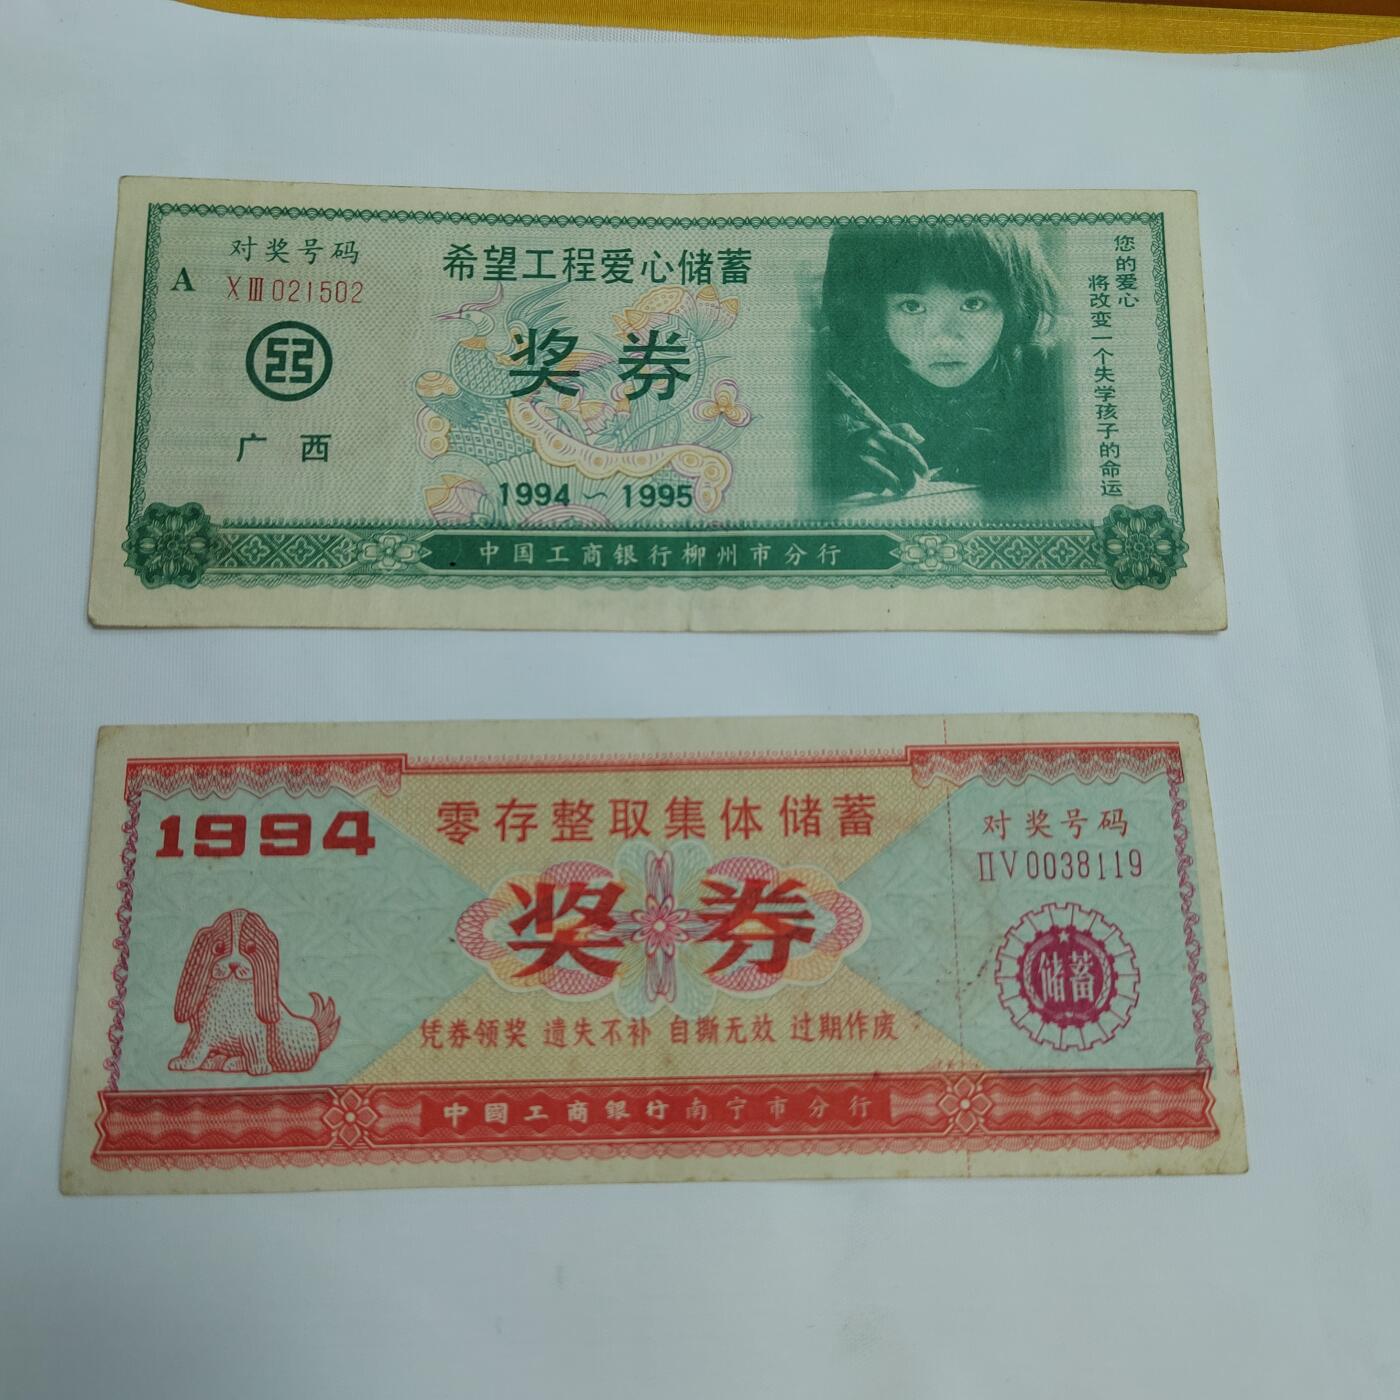 对奖号码
A
XⅢ021502
希望工程爱心储蓄
奖券
广西
1994～1995
您的爱心
将改变一个失学孩子的命运
中国工商银行柳州市分行
1994
零存整取集体储蓄
奖券
对奖号码
ⅡV0038119
储蓄
凭券领奖 遗失不补 自撕无效 过期作废
中國工商銀行南宁市分行